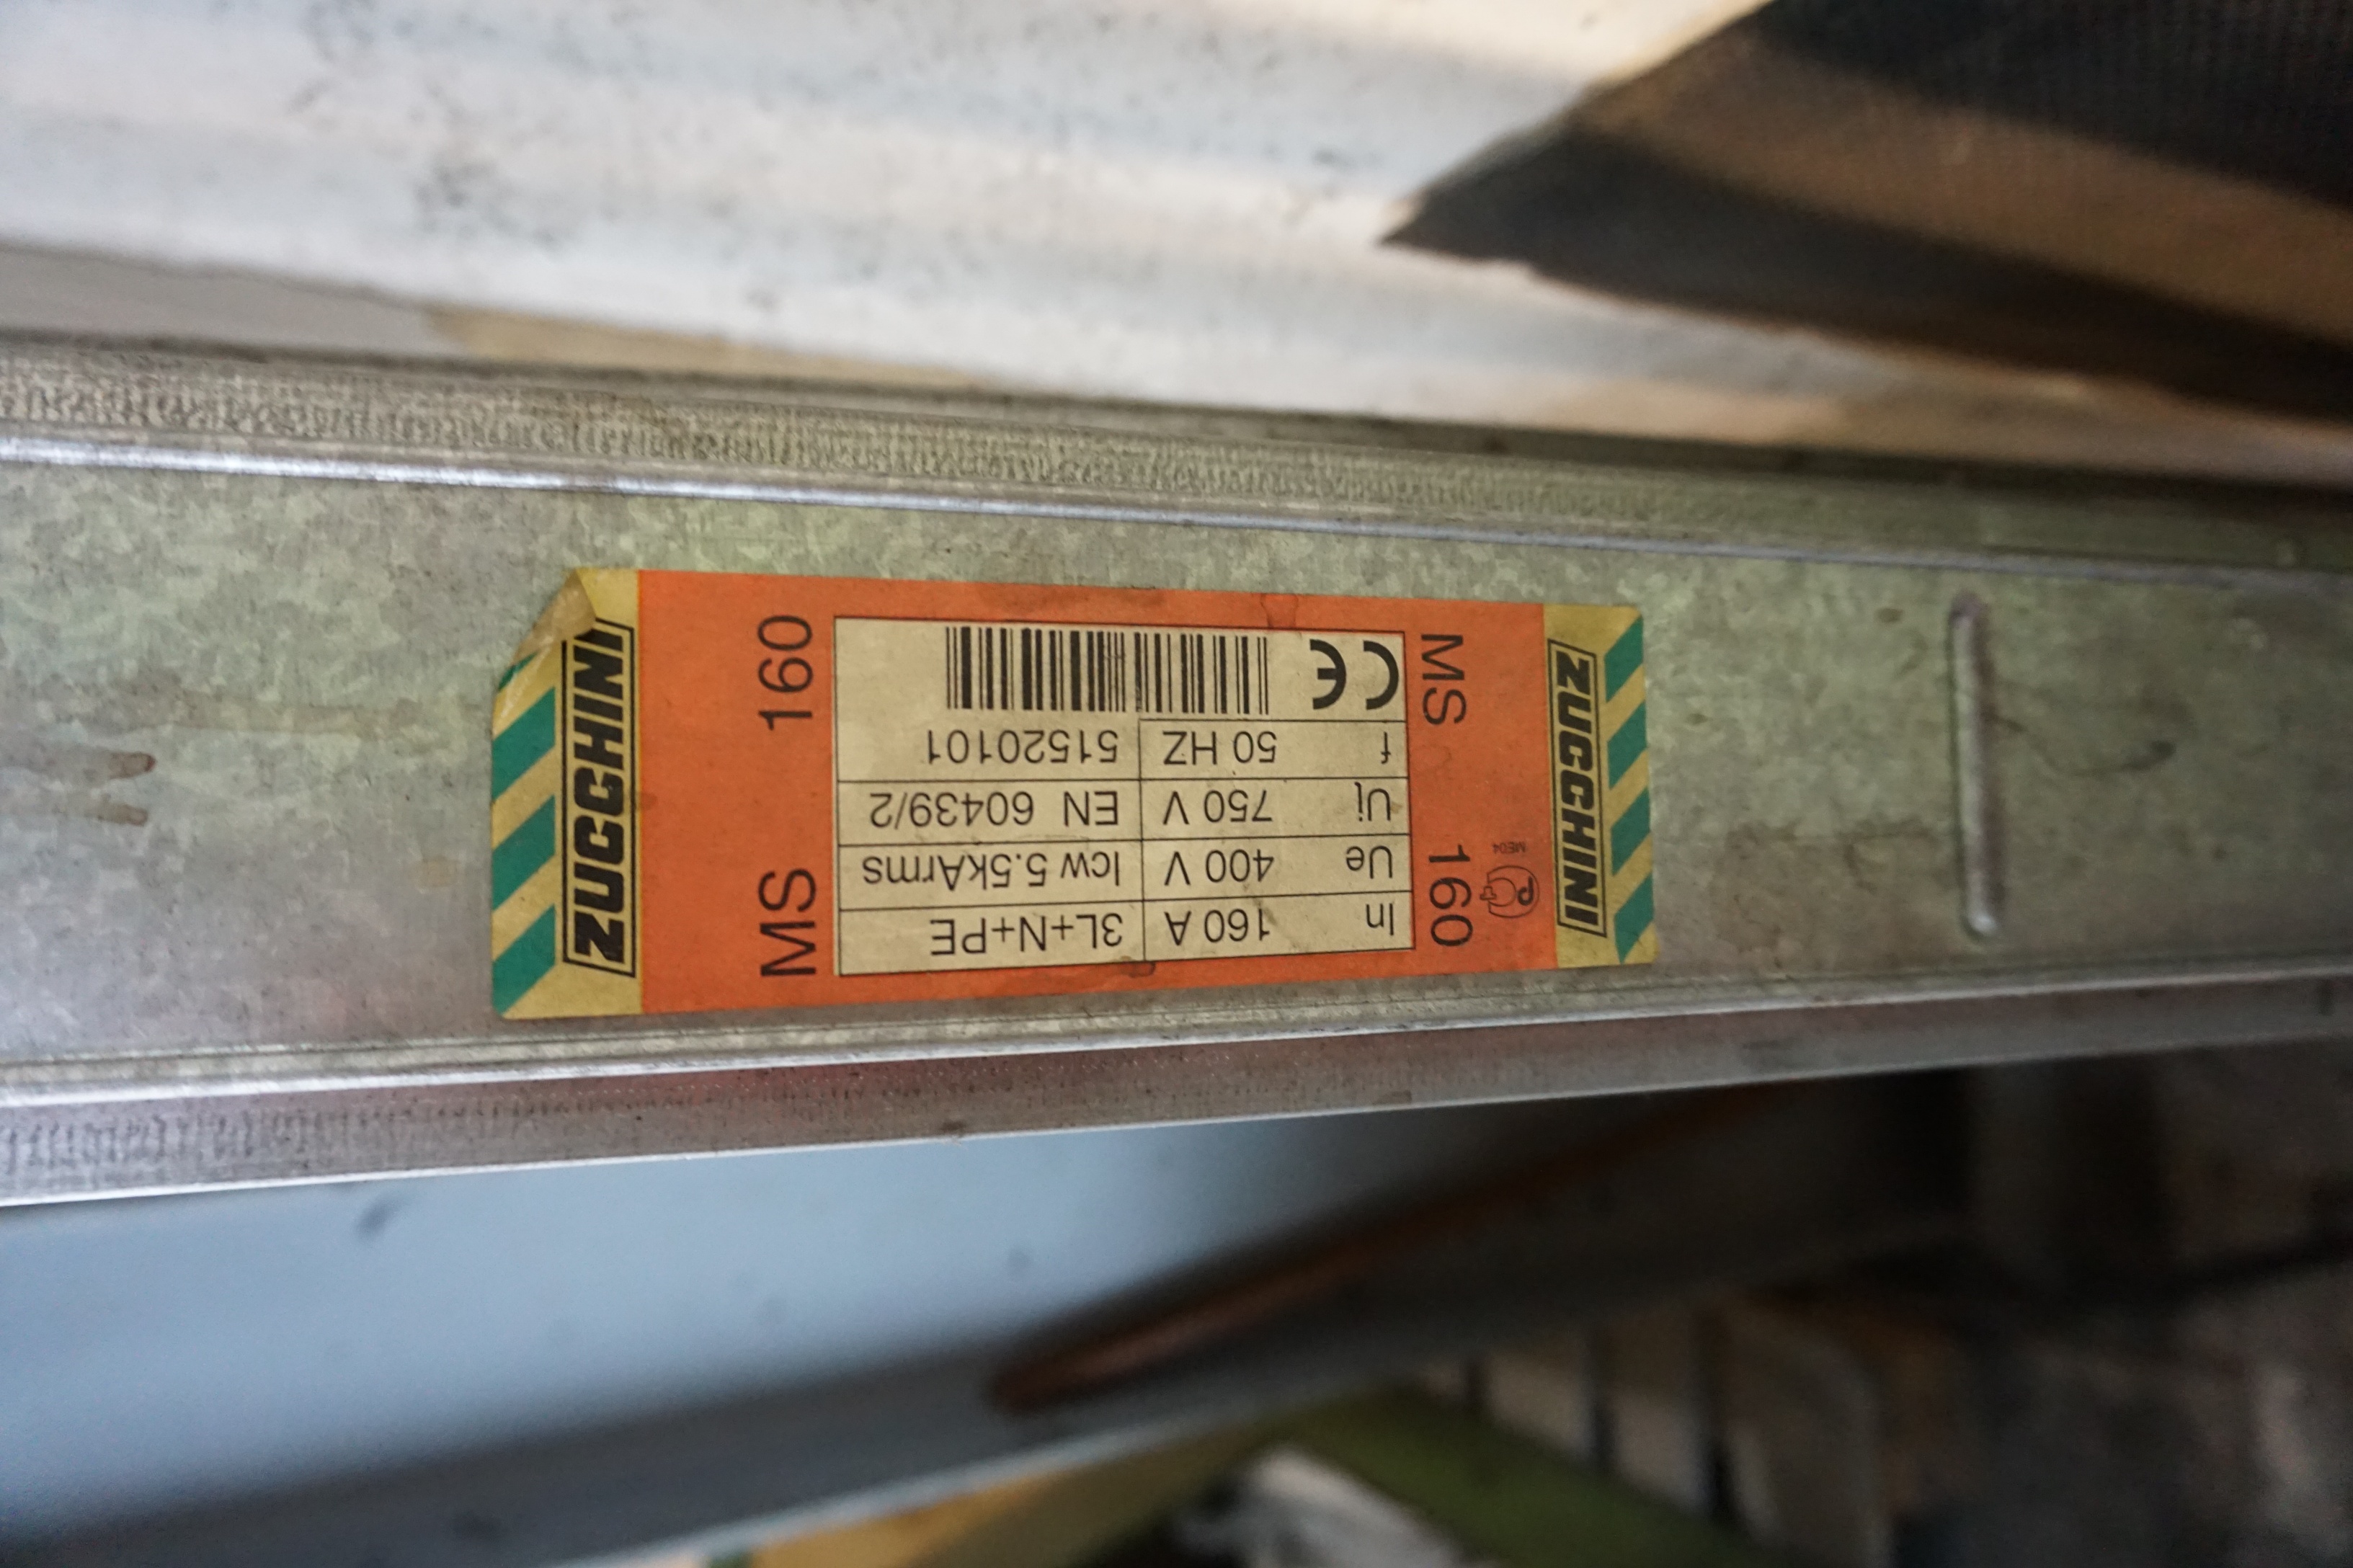 ZUCCHINI
MS 160
In 160 A 3L+N+PE
Ue 400 V Icw 5.5kArms
Ui 750 V EN 60439/2
f 50 HZ 51520101
CE
MS 160
ME04
ZUCCHINI